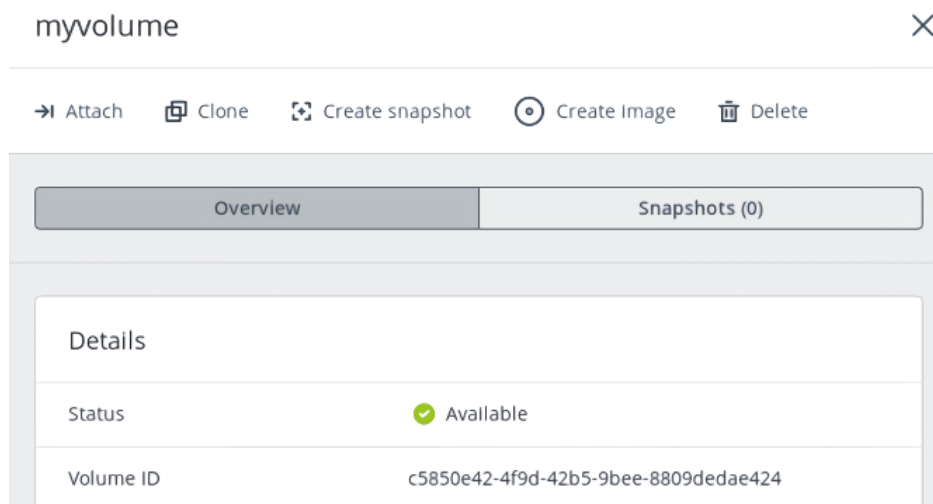 myvolume
Attach Clone Create snapshot Create Image Delete
Overview Snapshots (0)
Details
Status Available
Volume ID c5850e42-4f9d-42b5-9bee-8809dedae424